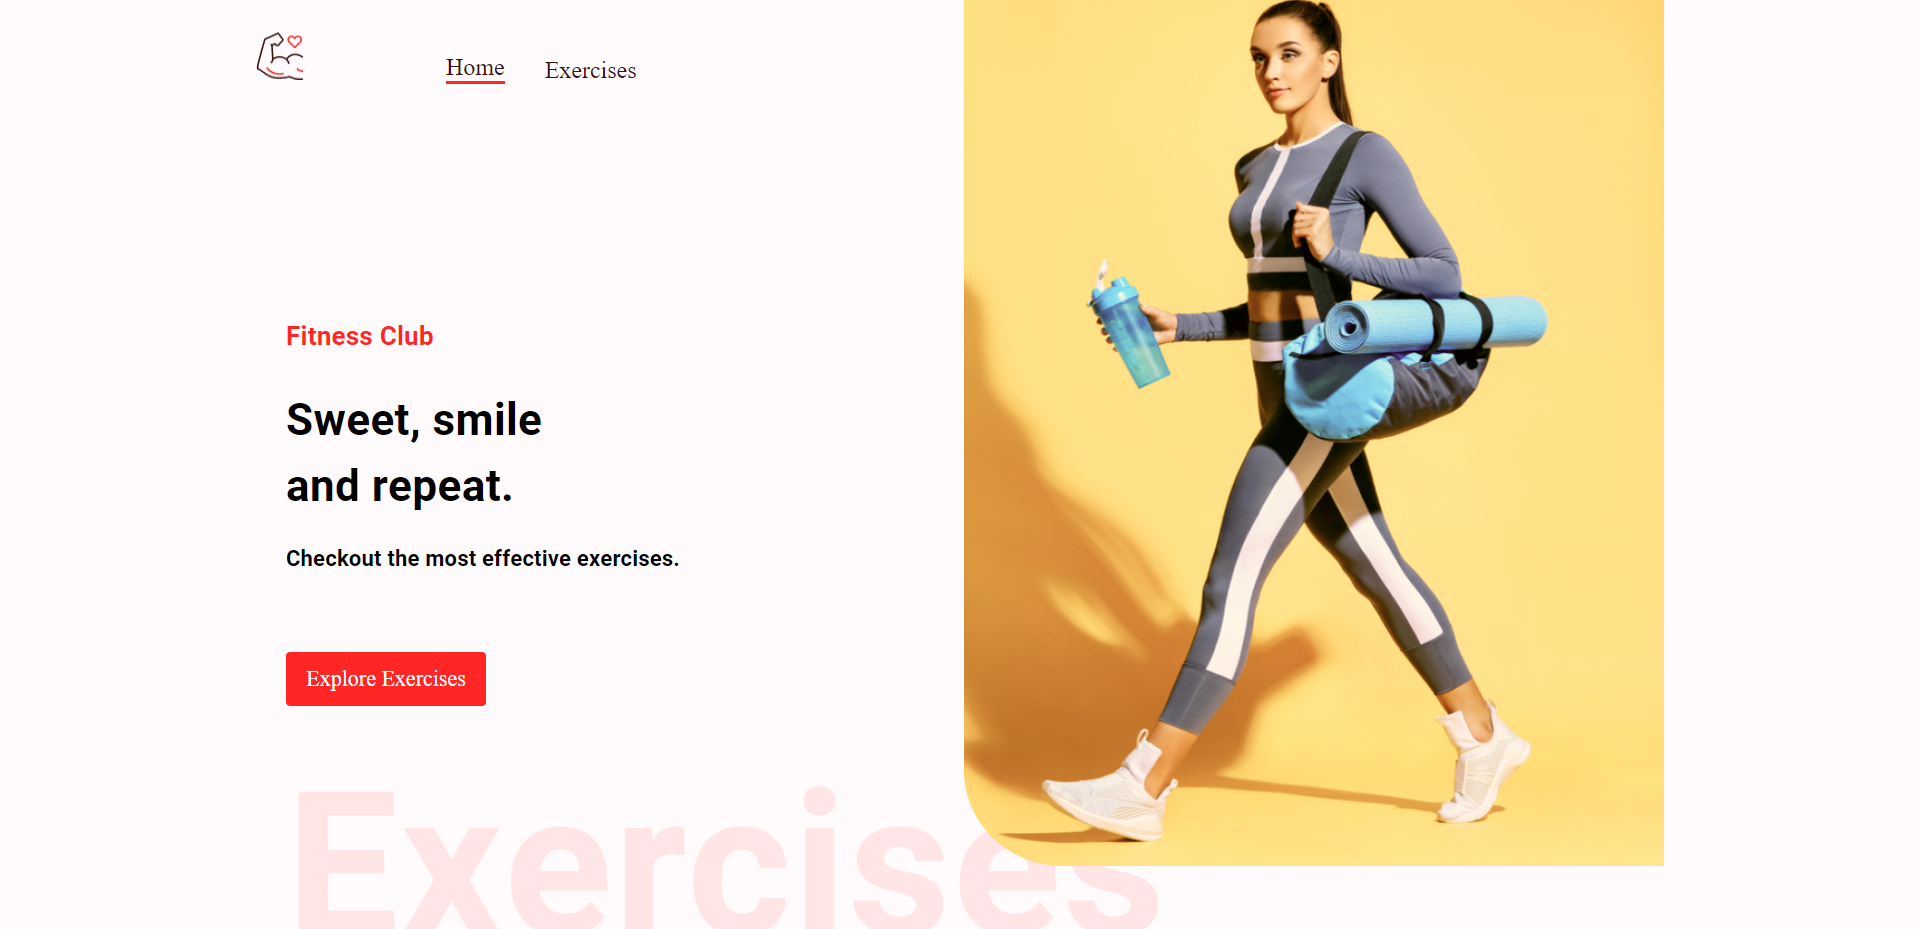 Home Exercises
Fitness Club
Sweet, smile
and repeat.
Checkout the most effective exercises.
Explore Exercises
Exercises